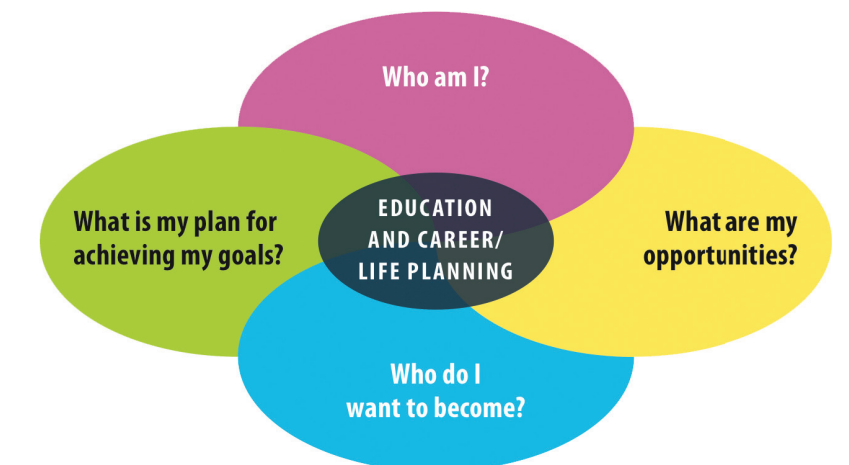 Who am I?
What is my plan for
achieving my goals?
EDUCATION
AND CAREER/
LIFE PLANNING
What are my
opportunities?
Who do I
want to become?